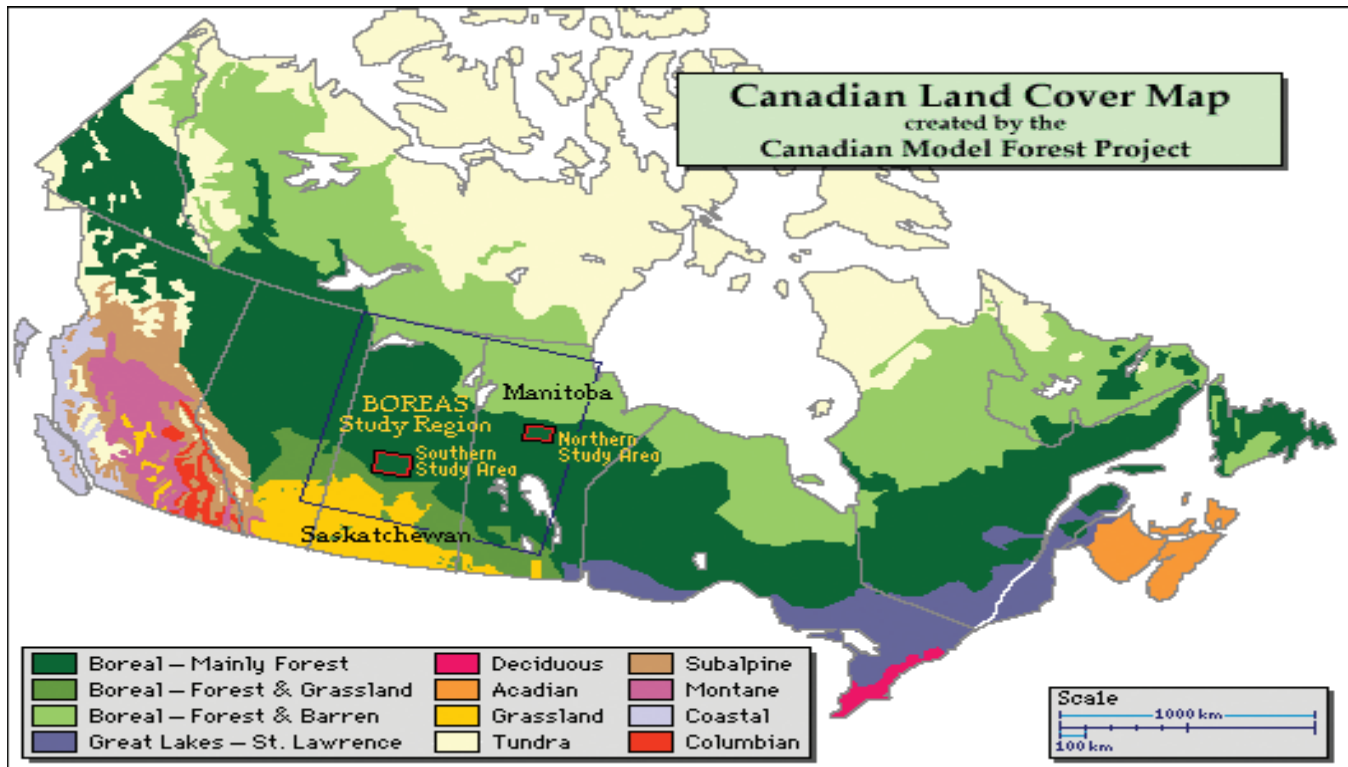 Canadian Land Cover Map
created by the
Canadian Model Forest Project
Manitoba
BOREAS
Study Region
Northern
Study Area
Southern
Study Area
Saskatchewan
Boreal – Mainly Forest
Boreal – Forest & Grassland
Boreal – Forest & Barren
Great Lakes – St. Lawrence
Deciduous
Acadian
Grassland
Tundra
Subalpine
Montane
Coastal
Columbian
Scale
1000 km
100 km